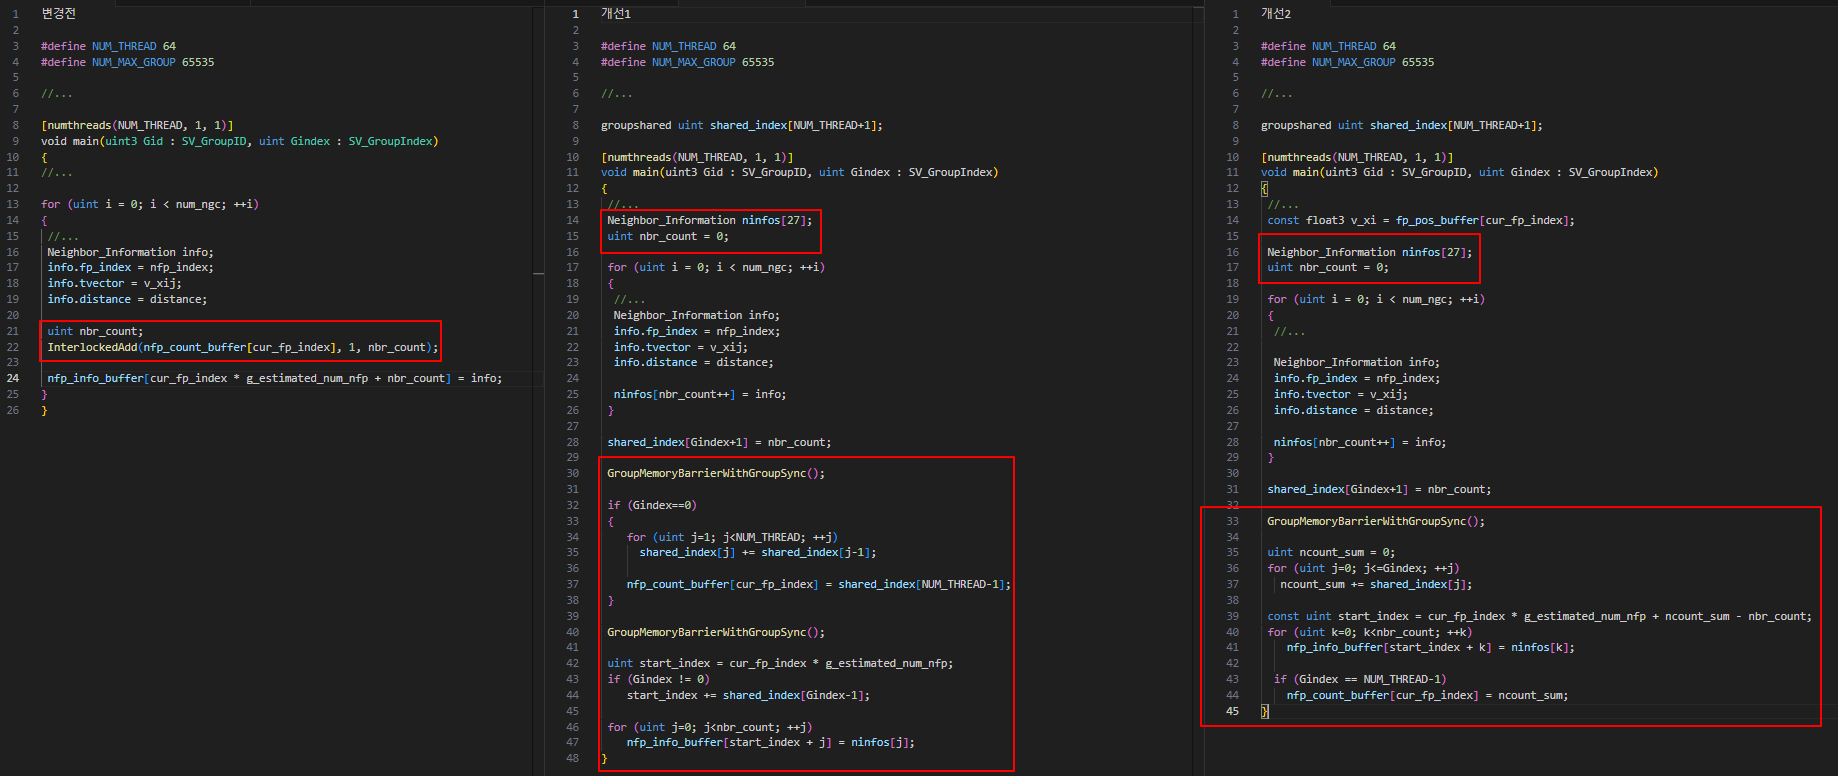 1 변경전
2
3 #define NUM_THREAD 64
4 #define NUM_MAX_GROUP 65535
5
6 //...
7
8 [numthreads(NUM_THREAD, 1, 1)]
9 void main(uint3 Gid : SV_GroupID, uint Gindex : SV_GroupIndex)
10 {
11 //...
12
13 for (uint i = 0; i < num_ngc; ++i)
14 {
15 //...
16 Neighbor_Information info;
17 info.fp_index = nfp_index;
18 info.tvector = v_xij;
19 info.distance = distance;
20
21 uint nbr_count;
22 InterlockedAdd(nfp_count_buffer[cur_fp_index], 1, nbr_count);
23
24 nfp_info_buffer[cur_fp_index * g_estimated_num_nfp + nbr_count] = info;
25 }
26 }
1 개선1
2
3 #define NUM_THREAD 64
4 #define NUM_MAX_GROUP 65535
5
6 //...
7
8 groupshared uint shared_index[NUM_THREAD+1];
9
10 [numthreads(NUM_THREAD, 1, 1)]
11 void main(uint3 Gid : SV_GroupID, uint Gindex : SV_GroupIndex)
12 {
13 //...
14 Neighbor_Information ninfos[27];
15 uint nbr_count = 0;
16
17 for (uint i = 0; i < num_ngc; ++i)
18 {
19 //...
20 Neighbor_Information info;
21 info.fp_index = nfp_index;
22 info.tvector = v_xij;
23 info.distance = distance;
24
25 ninfos[nbr_count++] = info;
26 }
27
28 shared_index[Gindex+1] = nbr_count;
29
30 GroupMemoryBarrierWithGroupSync();
31
32 if (Gindex==0)
33 {
34 for (uint j=1; j<NUM_THREAD; ++j)
35 shared_index[j] += shared_index[j-1];
36
37 nfp_count_buffer[cur_fp_index] = shared_index[NUM_THREAD-1];
38 }
39
40 GroupMemoryBarrierWithGroupSync();
41
42 uint start_index = cur_fp_index * g_estimated_num_nfp;
43 if (Gindex != 0)
44 start_index += shared_index[Gindex-1];
45
46 for (uint j=0; j<nbr_count; ++j)
47 nfp_info_buffer[start_index + j] = ninfos[j];
48 }
1 개선2
2
3 #define NUM_THREAD 64
4 #define NUM_MAX_GROUP 65535
5
6 //...
7
8 groupshared uint shared_index[NUM_THREAD+1];
9
10 [numthreads(NUM_THREAD, 1, 1)]
11 void main(uint3 Gid : SV_GroupID, uint Gindex : SV_GroupIndex)
12 {
13 //...
14 const float3 v_xi = fp_pos_buffer[cur_fp_index];
15
16 Neighbor_Information ninfos[27];
17 uint nbr_count = 0;
18
19 for (uint i = 0; i < num_ngc; ++i)
20 {
21 //...
22
23 Neighbor_Information info;
24 info.fp_index = nfp_index;
25 info.tvector = v_xij;
26 info.distance = distance;
27
28 ninfos[nbr_count++] = info;
29 }
30
31 shared_index[Gindex+1] = nbr_count;
32
33 GroupMemoryBarrierWithGroupSync();
34
35 uint ncount_sum = 0;
36 for (uint j=0; j<=Gindex; ++j)
37 ncount_sum += shared_index[j];
38
39 const uint start_index = cur_fp_index * g_estimated_num_nfp + ncount_sum - nbr_count;
40 for (uint k=0; k<nbr_count; ++k)
41 nfp_info_buffer[start_index + k] = ninfos[k];
42
43 if (Gindex == NUM_THREAD-1)
44 nfp_count_buffer[cur_fp_index] = ncount_sum;
45 }